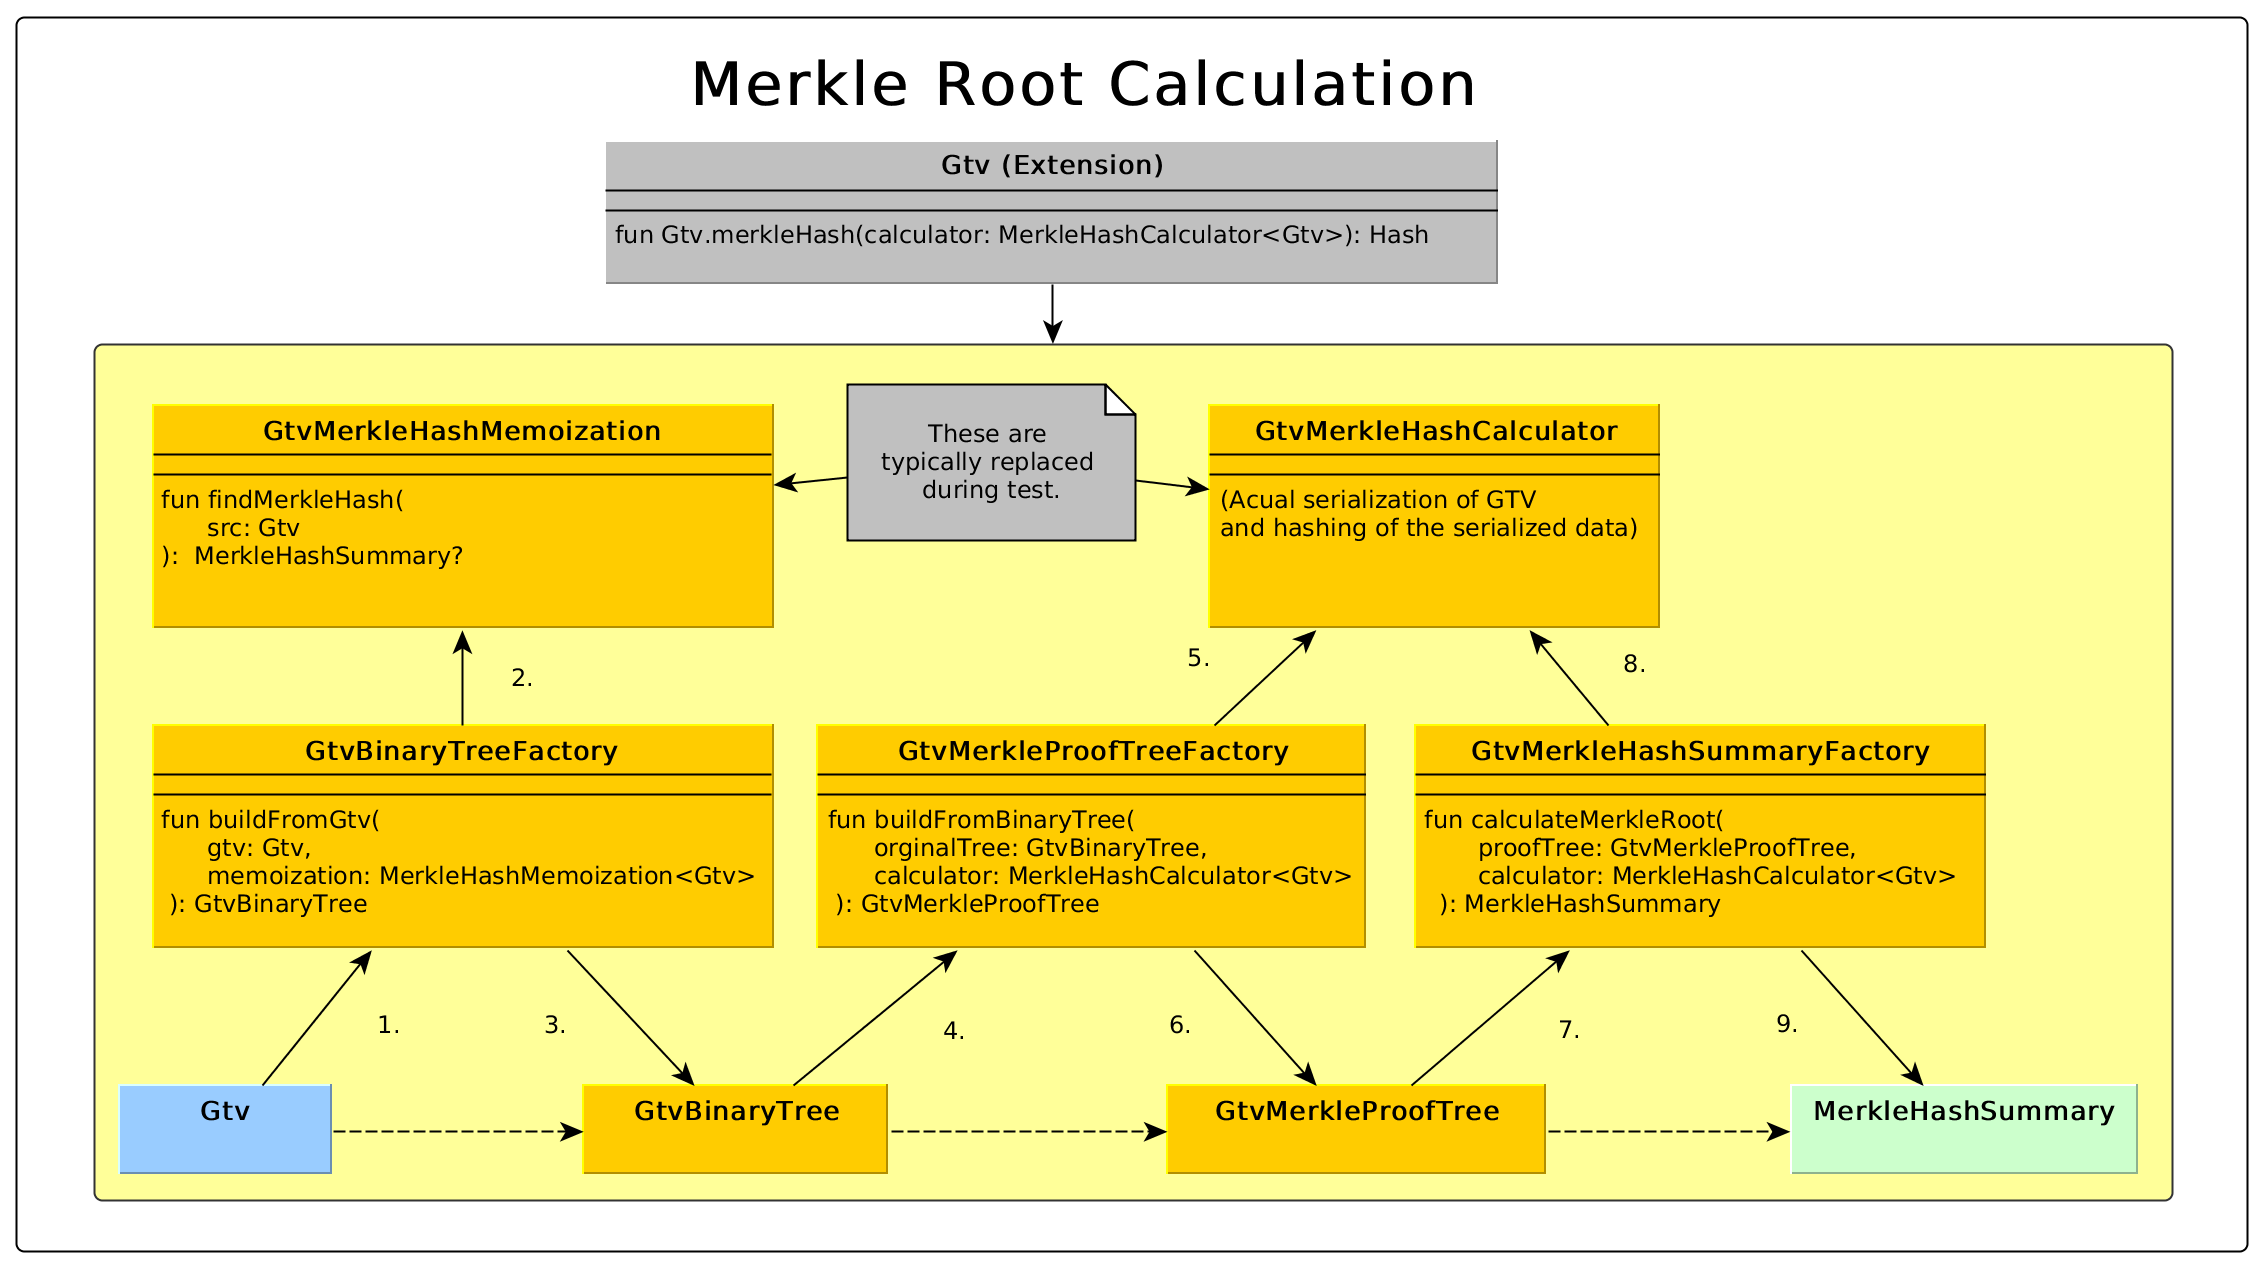 Merkle Root Calculation
Gtv (Extension)
fun Gtv.merkleHash(calculator: MerkleHashCalculator<Gtv>): Hash
GtvMerkleHashMemoization
fun findMerkleHash(
src: Gtv
):  MerkleHashSummary?
These are
typically replaced
during test.
GtvMerkleHashCalculator
(Acual serialization of GTV
and hashing of the serialized data)
2.
5.
8.
GtvBinaryTreeFactory
fun buildFromGtv(
gtv: Gtv,
memoization: MerkleHashMemoization<Gtv>
): GtvBinaryTree
GtvMerkleProofTreeFactory
fun buildFromBinaryTree(
orginalTree: GtvBinaryTree,
calculator: MerkleHashCalculator<Gtv>
): GtvMerkleProofTree
GtvMerkleHashSummaryFactory
fun calculateMerkleRoot(
proofTree: GtvMerkleProofTree,
calculator: MerkleHashCalculator<Gtv>
): MerkleHashSummary
1.
3.
4.
6.
7.
9.
Gtv
GtvBinaryTree
GtvMerkleProofTree
MerkleHashSummary